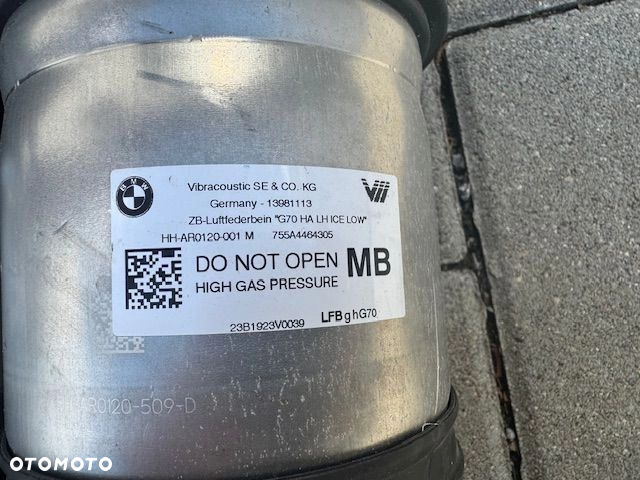 BMW
Vibracoustic SE & CO. KG
Germany - 13981113
ZB-Luftfederbein "G70 HA LH ICE LOW"
HH-AR0120-001 M 755A4464305
DO NOT OPEN MB
HIGH GAS PRESSURE
23B1923V0039 LFB g h G70
AR0120-509-D
OTOMOTO